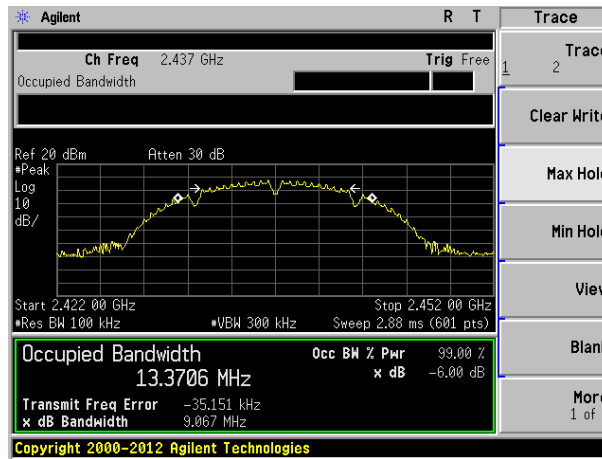 Agilent R T Trace
Ch Freq 2.437 GHz Trig Free
Occupied Bandwidth
Trace
1 2
Clear Write
Max Hold
Min Hold
View
Blank
More
1 of
Ref 20 dBm Atten 30 dB
#Peak
Log
10
dB/
Start 2.422 00 GHz Stop 2.452 00 GHz
#Res BW 100 kHz #VBW 300 kHz Sweep 2.88 ms (601 pts)
Occupied Bandwidth Occ BW % Pwr 99.00 %
13.3706 MHz x dB -6.00 dB
Transmit Freq Error -35.151 kHz
x dB Bandwidth 9.067 MHz
Copyright 2000-2012 Agilent Technologies